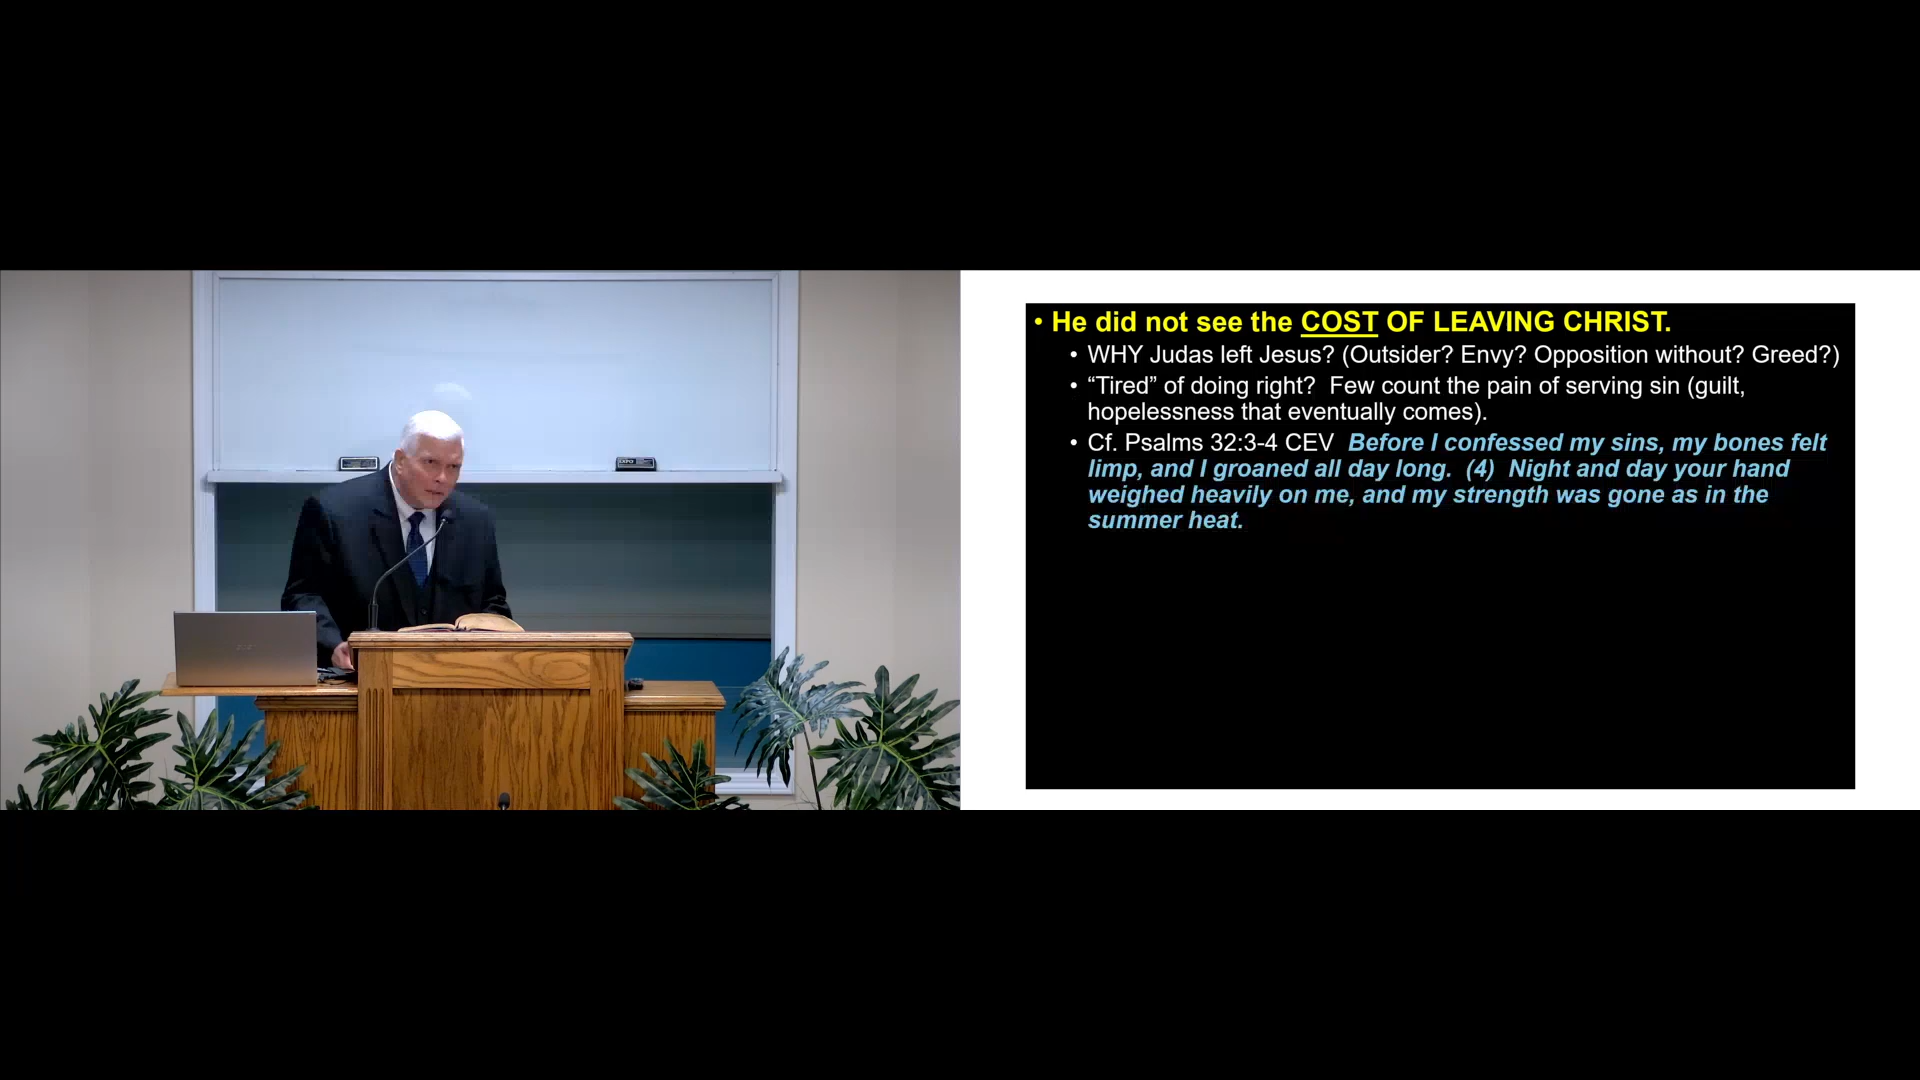 • He did not see the COST OF LEAVING CHRIST.
• WHY Judas left Jesus? (Outsider? Envy? Opposition without? Greed?)
• “Tired” of doing right?  Few count the pain of serving sin (guilt,
hopelessness that eventually comes).
• Cf. Psalms 32:3-4 CEV  Before I confessed my sins, my bones felt
limp, and I groaned all day long.  (4)  Night and day your hand
weighed heavily on me, and my strength was gone as in the
summer heat.